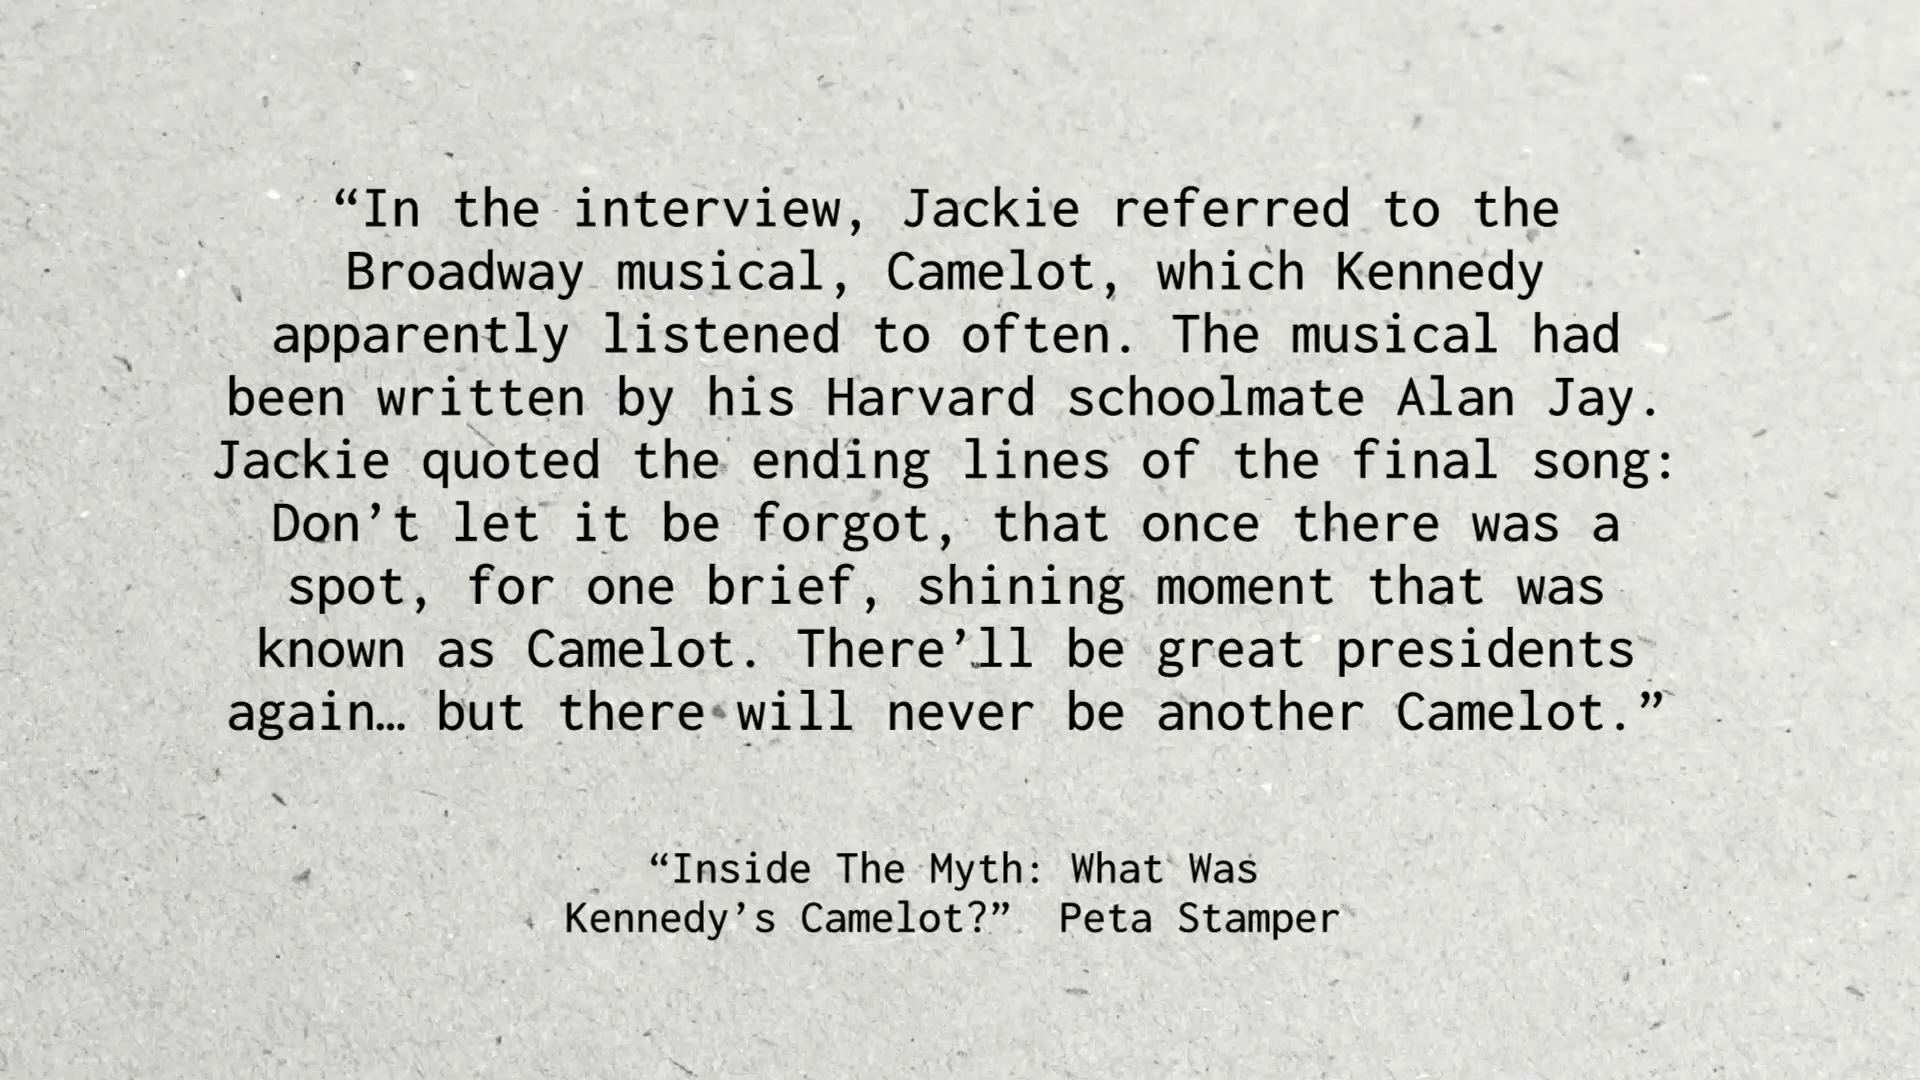 “In the interview, Jackie referred to the
Broadway musical, Camelot, which Kennedy
apparently listened to often. The musical had
been written by his Harvard schoolmate Alan Jay.
Jackie quoted the ending lines of the final song:
Don’t let it be forgot, that once there was a
spot, for one brief, shining moment that was
known as Camelot. There’ll be great presidents
again… but there will never be another Camelot.”
“Inside The Myth: What Was
Kennedy’s Camelot?” Peta Stamper